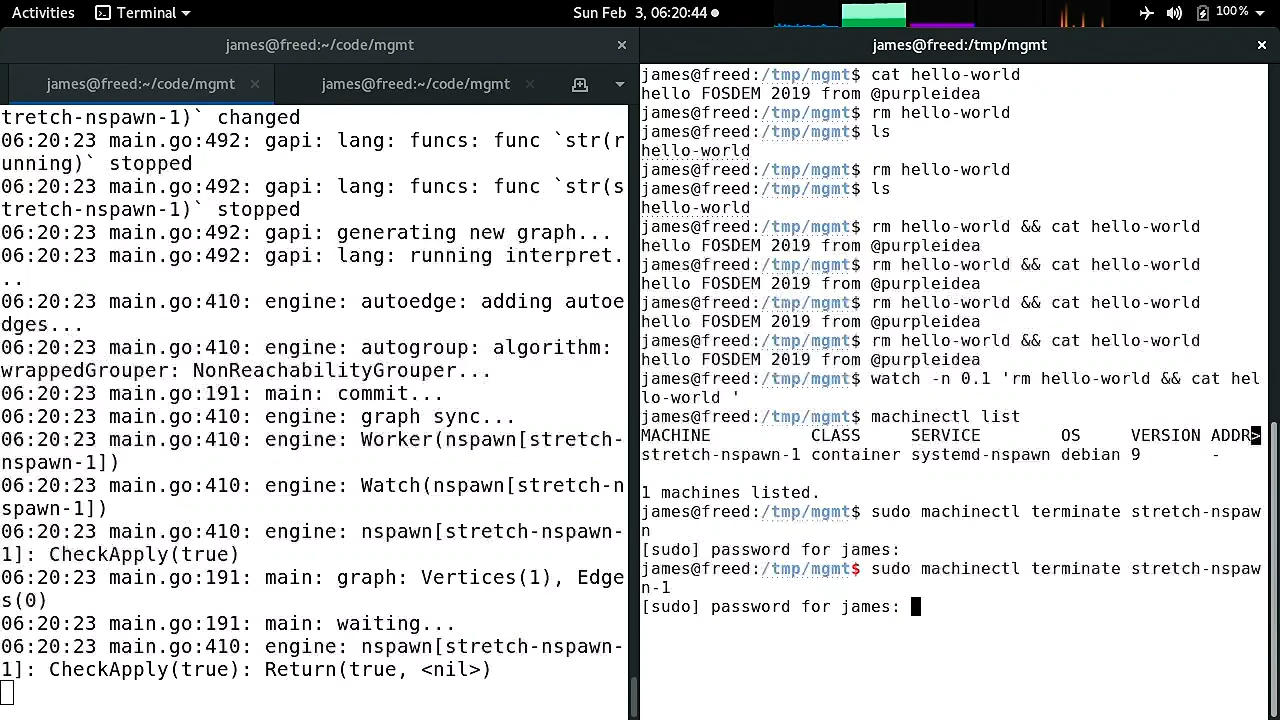 Activities Terminal Sun Feb 3, 06:20:44 100%
james@freed:~/code/mgmt
james@freed:~/code/mgmt james@freed:~/code/mgmt
tretch-nspawn-1)` changed
06:20:23 main.go:492: gapi: lang: funcs: func `str(r
unning)` stopped
06:20:23 main.go:492: gapi: lang: funcs: func `str(s
tretch-nspawn-1)` stopped
06:20:23 main.go:492: gapi: generating new graph...
06:20:23 main.go:492: gapi: lang: running interpret.
..
06:20:23 main.go:410: engine: autoedge: adding autoe
dges...
06:20:23 main.go:410: engine: autogroup: algorithm:
wrappedGrouper: NonReachabilityGrouper...
06:20:23 main.go:191: main: commit...
06:20:23 main.go:410: engine: graph sync...
06:20:23 main.go:410: engine: Worker(nspawn[stretch-
nspawn-1])
06:20:23 main.go:410: engine: Watch(nspawn[stretch-n
spawn-1])
06:20:23 main.go:410: engine: nspawn[stretch-nspawn-
1]: CheckApply(true)
06:20:23 main.go:191: main: graph: Vertices(1), Edge
s(0)
06:20:23 main.go:191: main: waiting...
06:20:23 main.go:410: engine: nspawn[stretch-nspawn-
1]: CheckApply(true): Return(true, <nil>)
james@freed:/tmp/mgmt
james@freed:/tmp/mgmt$ cat hello-world
hello FOSDEM 2019 from @purpleidea
james@freed:/tmp/mgmt$ rm hello-world
james@freed:/tmp/mgmt$ ls
hello-world
james@freed:/tmp/mgmt$ rm hello-world
james@freed:/tmp/mgmt$ ls
hello-world
james@freed:/tmp/mgmt$ rm hello-world && cat hello-world
hello FOSDEM 2019 from @purpleidea
james@freed:/tmp/mgmt$ rm hello-world && cat hello-world
hello FOSDEM 2019 from @purpleidea
james@freed:/tmp/mgmt$ rm hello-world && cat hello-world
hello FOSDEM 2019 from @purpleidea
james@freed:/tmp/mgmt$ rm hello-world && cat hello-world
hello FOSDEM 2019 from @purpleidea
james@freed:/tmp/mgmt$ watch -n 0.1 'rm hello-world && cat hel
lo-world '
james@freed:/tmp/mgmt$ machinectl list
MACHINE CLASS SERVICE OS VERSION ADDR>
stretch-nspawn-1 container systemd-nspawn debian 9 -
1 machines listed.
james@freed:/tmp/mgmt$ sudo machinectl terminate stretch-nspaw
n
[sudo] password for james:
james@freed:/tmp/mgmt$ sudo machinectl terminate stretch-nspaw
n-1
[sudo] password for james: